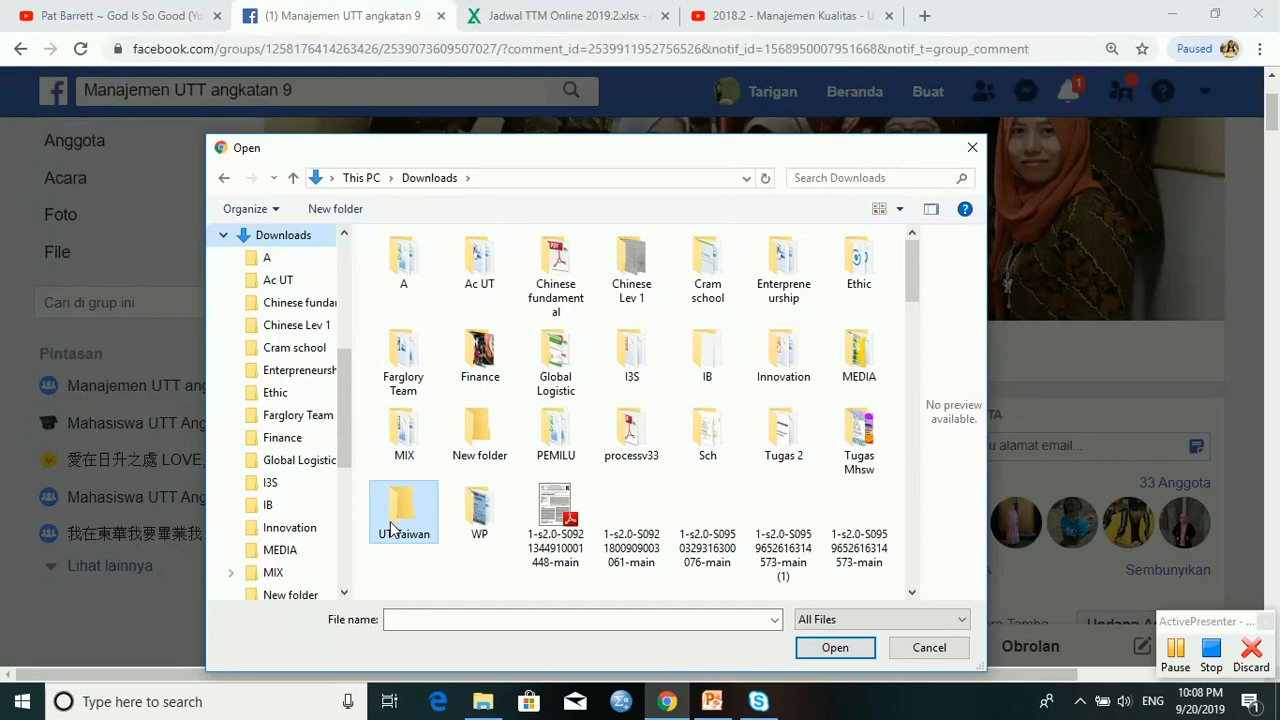 Pat Barrett ~ God Is So Good (Yo
(1) Manajemen UTT angkatan 9
Jadwal TTM Online 2019.2.xlsx -
2018.2 - Manajemen Kualitas - U
facebook.com/groups/1258176414263426/2539073609507027/?comment_id=2539911952756526&notif_id=1568950007951668&notif_t=group_comment
Paused
Manajemen UTT angkatan 9
Tarigan
Beranda
Buat
1
Anggota
Acara
Foto
File
Cari di grup ini
Pintasan
Manajemen UTT ang
Mahasiswa UTT Ang
愛在日升之處 LOVE,
Mahasiswa UTT Ang
我在東華我要畢業我
Lihat lainnya
Open
This PC
Downloads
Search Downloads
Organize
New folder
Downloads
A
Ac UT
Chinese fundar
Chinese Lev 1
Cram school
Enterpreneursh
Ethic
Farglory Team
Finance
Global Logistic
I3S
IB
Innovation
MEDIA
MIX
New folder
A
Ac UT
Chinese
fundament
al
Chinese
Lev 1
Cram
school
Enterprene
urship
Ethic
Farglory
Team
Finance
Global
Logistic
I3S
IB
Innovation
MEDIA
MIX
New folder
PEMILU
processv33
Sch
Tugas 2
Tugas
Mhsw
UT Taiwan
WP
1-s2.0-S092
1344910001
448-main
1-s2.0-S092
1800909003
061-main
1-s2.0-S095
0329316300
076-main
1-s2.0-S095
9652616314
573-main
(1)
1-s2.0-S095
9652616314
573-main
No preview
available.
File name:
All Files
Open
Cancel
TA
u alamat email...
33 Anggota
Sembunyikan
Obrolan
ActivePresenter - ...
Pause
Stop
Discard
Type here to search
ENG
10:08 PM
9/20/2019
1